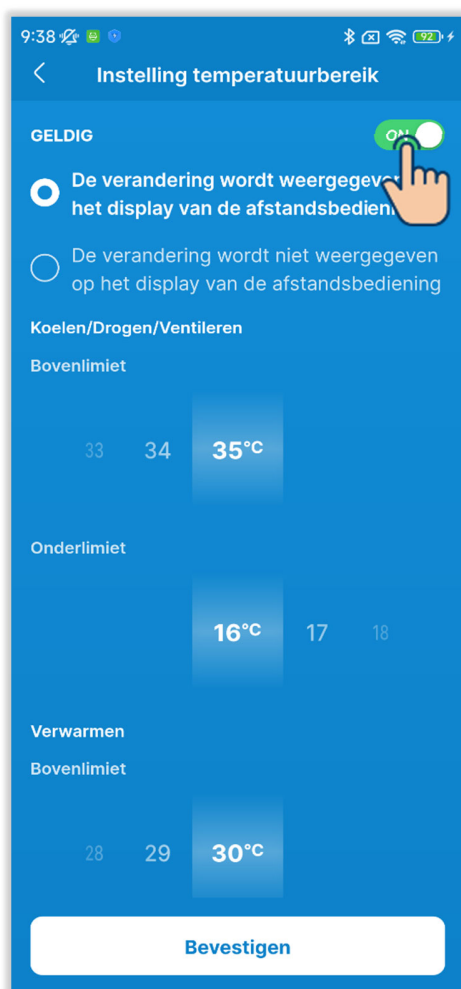 9:38
92
Instelling temperatuurbereik
GELDIG
ON
De verandering wordt weergegeven
het display van de afstandsbedien
De verandering wordt niet weergegeven
op het display van de afstandsbediening
Koelen/Drogen/Ventileren
Bovenlimiet
33 34 35°C
Onderlimiet
16°C 17 18
Verwarmen
Bovenlimiet
28 29 30°C
Bevestigen